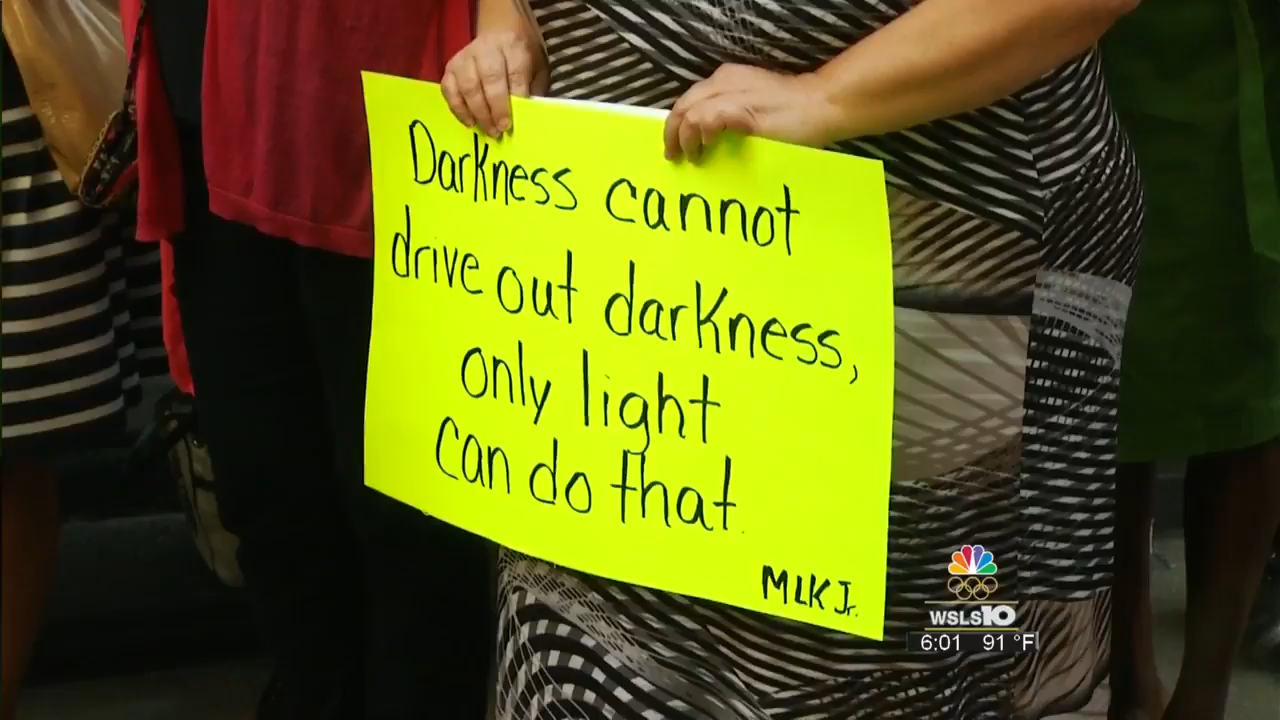 Darkness cannot
drive out darkness,
only light
can do that
MLK Jr.
WSLS10
6:01 91 °F